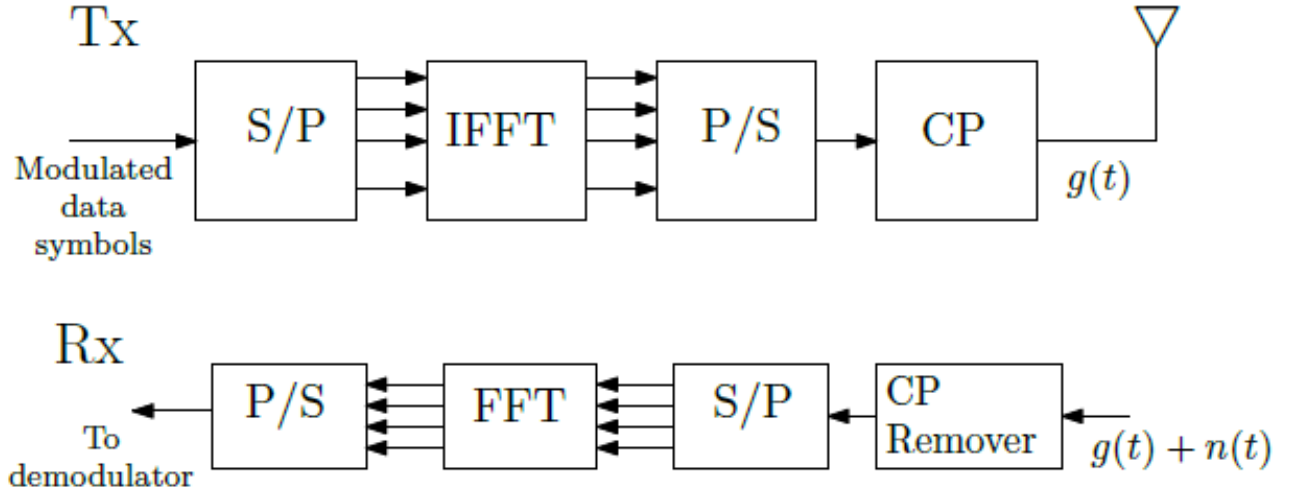 Tx
S/P
IFFT
P/S
CP
Modulated
data
symbols
g(t)
Rx
P/S
FFT
S/P
CP
Remover
To
demodulator
g(t) + n(t)